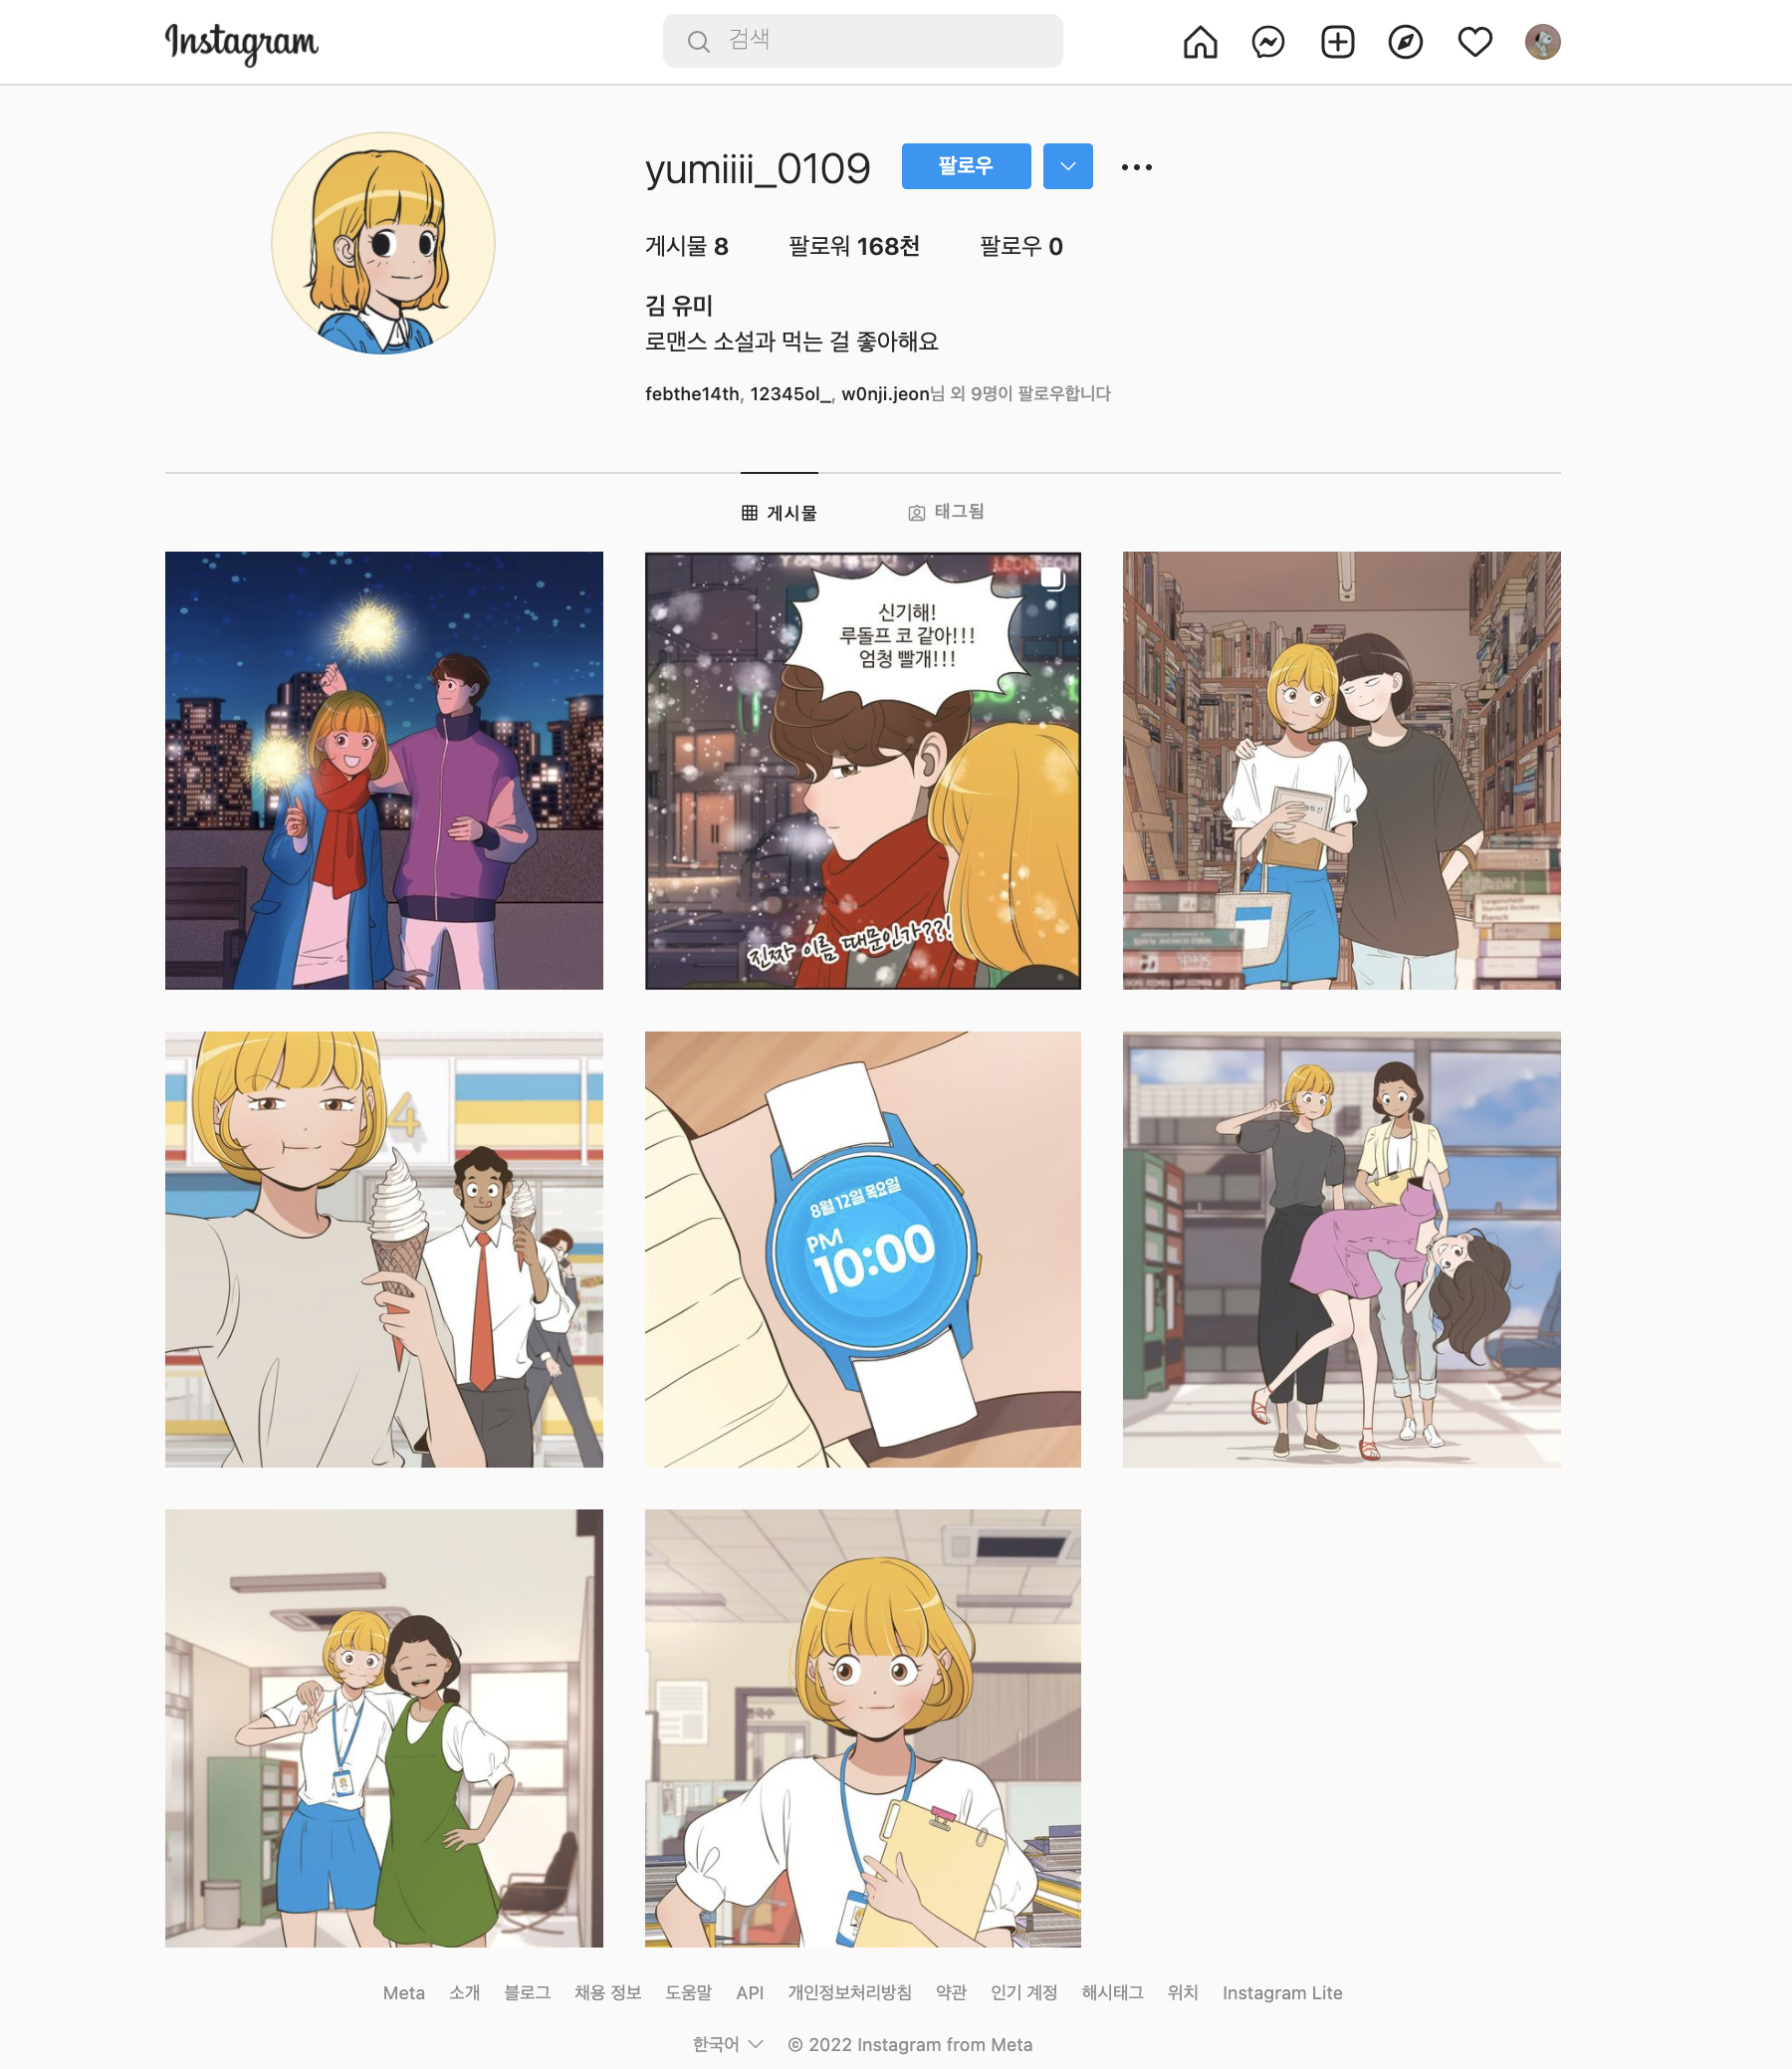 Instagram
검색
yumiiii_0109 팔로우
게시물 8 팔로워 168천 팔로우 0
김 유미
로맨스 소설과 먹는 걸 좋아해요
febthe14th, 12345ol_, w0nji.jeon님 외 9명이 팔로우합니다
게시물 태그됨
신기해!
루돌프 코 같아!!!
엄청 빨개!!!
진짜 이름 때문인가??!
Langenscheidt
Standard Dictionary
French
4
8월 12일 목요일
PM
10:00
Meta 소개 블로그 채용 정보 도움말 API 개인정보처리방침 약관 인기 계정 해시태그 위치 Instagram Lite
한국어 © 2022 Instagram from Meta